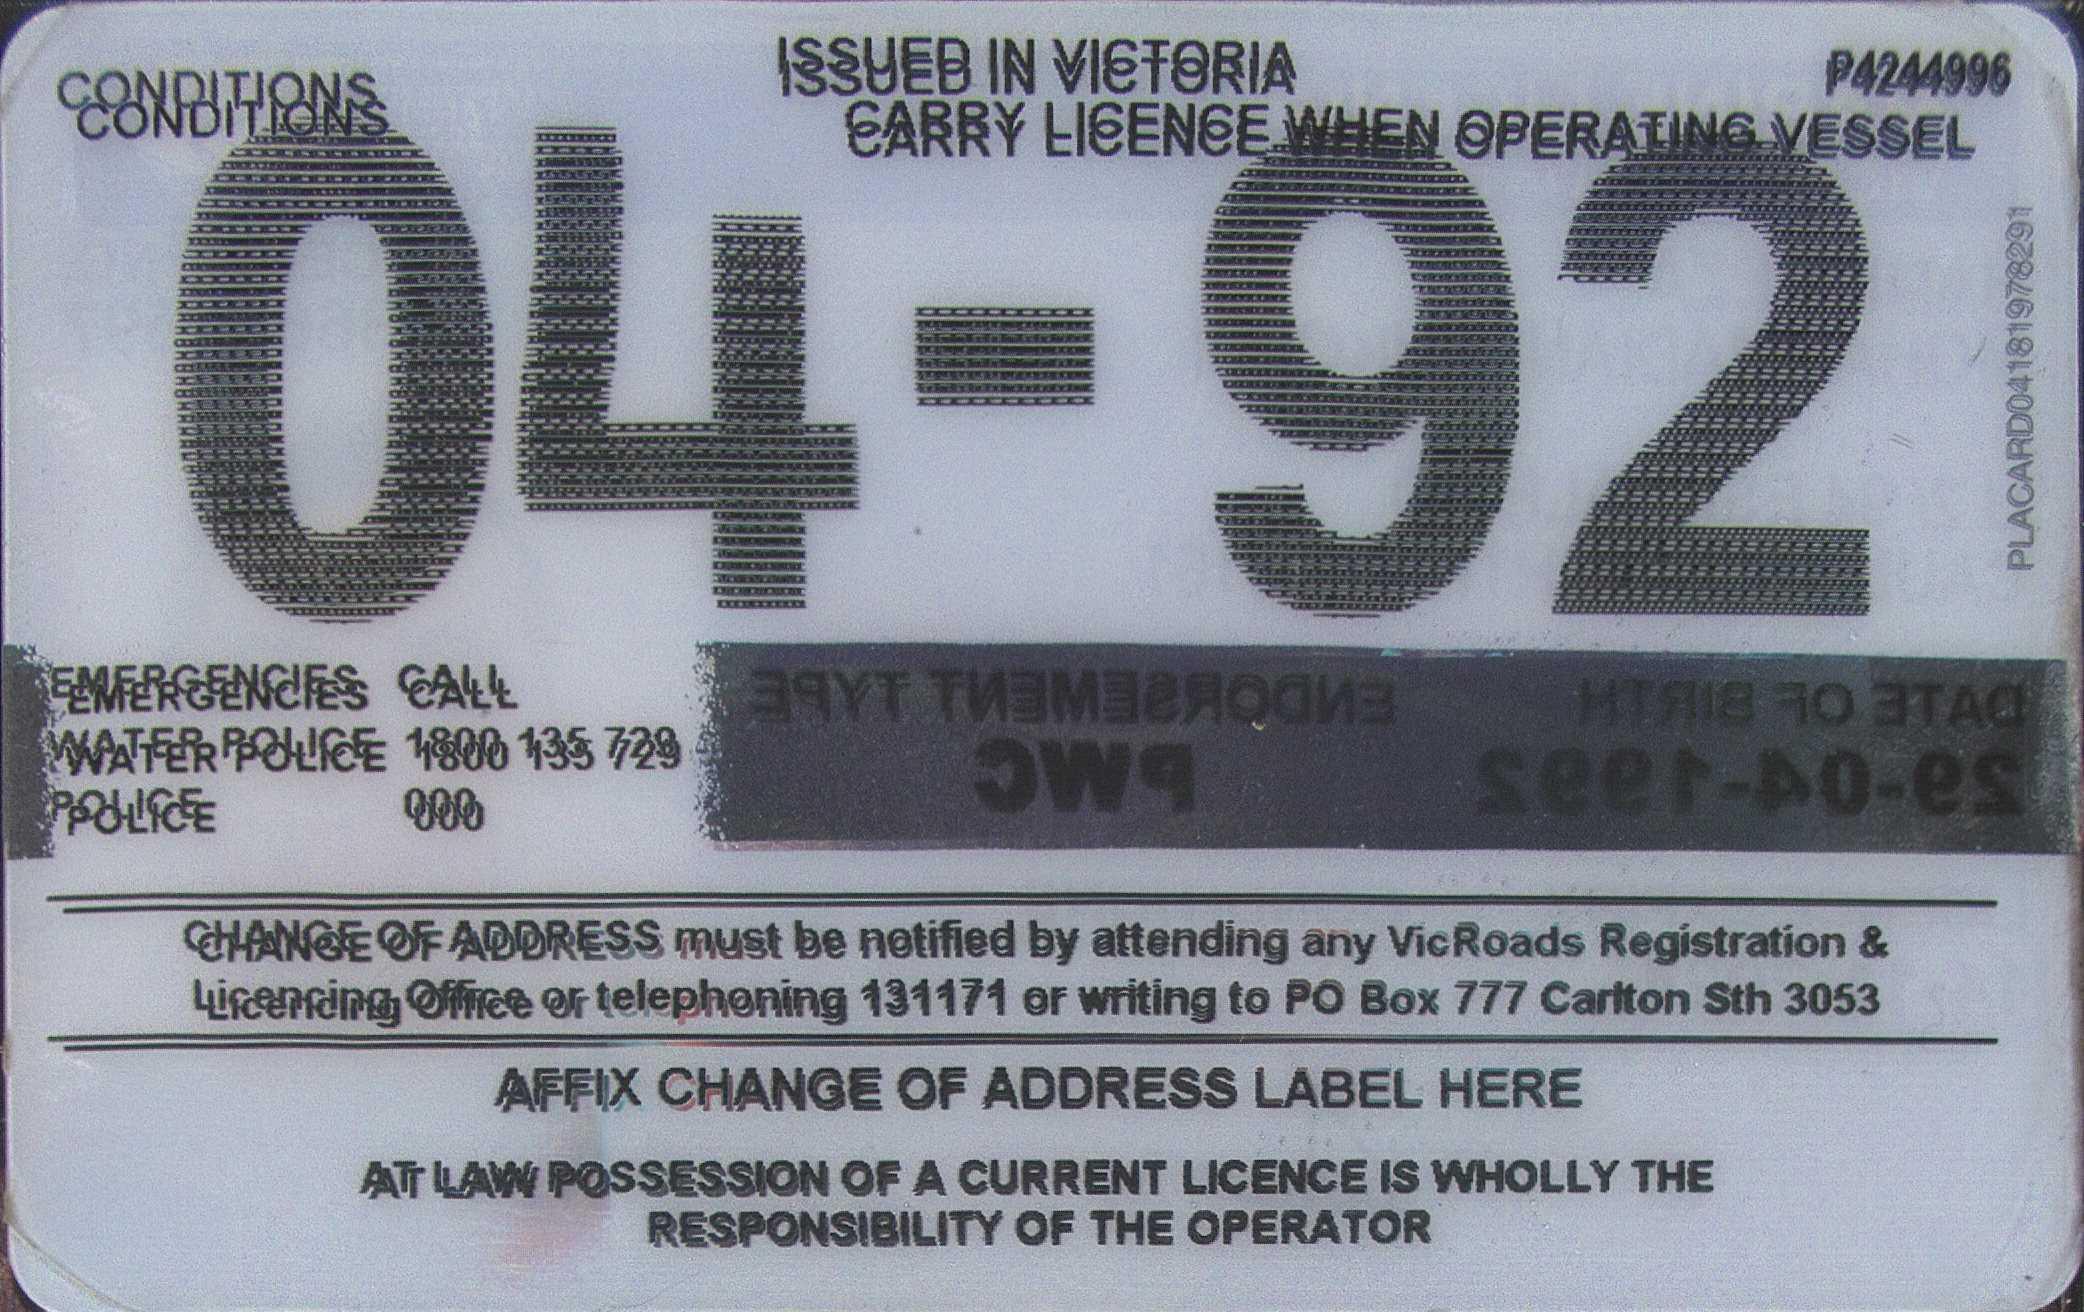 ISSUED IN VICTORIA
P4244996
CONDITIONS
CARRY LICENCE WHEN OPERATING VESSEL
04-92
PLACARD0418197829 1
EMERGENCIES CALL
WATER POLICE 1800 135 729
POLICE 000
ENDORSEMENT TYPE
PWC
DATE OF BIRTH
29-04-1992
CHANGE OF ADDRESS must be notified by attending any VicRoads Registration &
Licencing Office or telephoning 131171 or writing to PO Box 777 Carlton Sth 3053
AFFIX CHANGE OF ADDRESS LABEL HERE
AT LAW POSSESSION OF A CURRENT LICENCE IS WHOLLY THE
RESPONSIBILITY OF THE OPERATOR